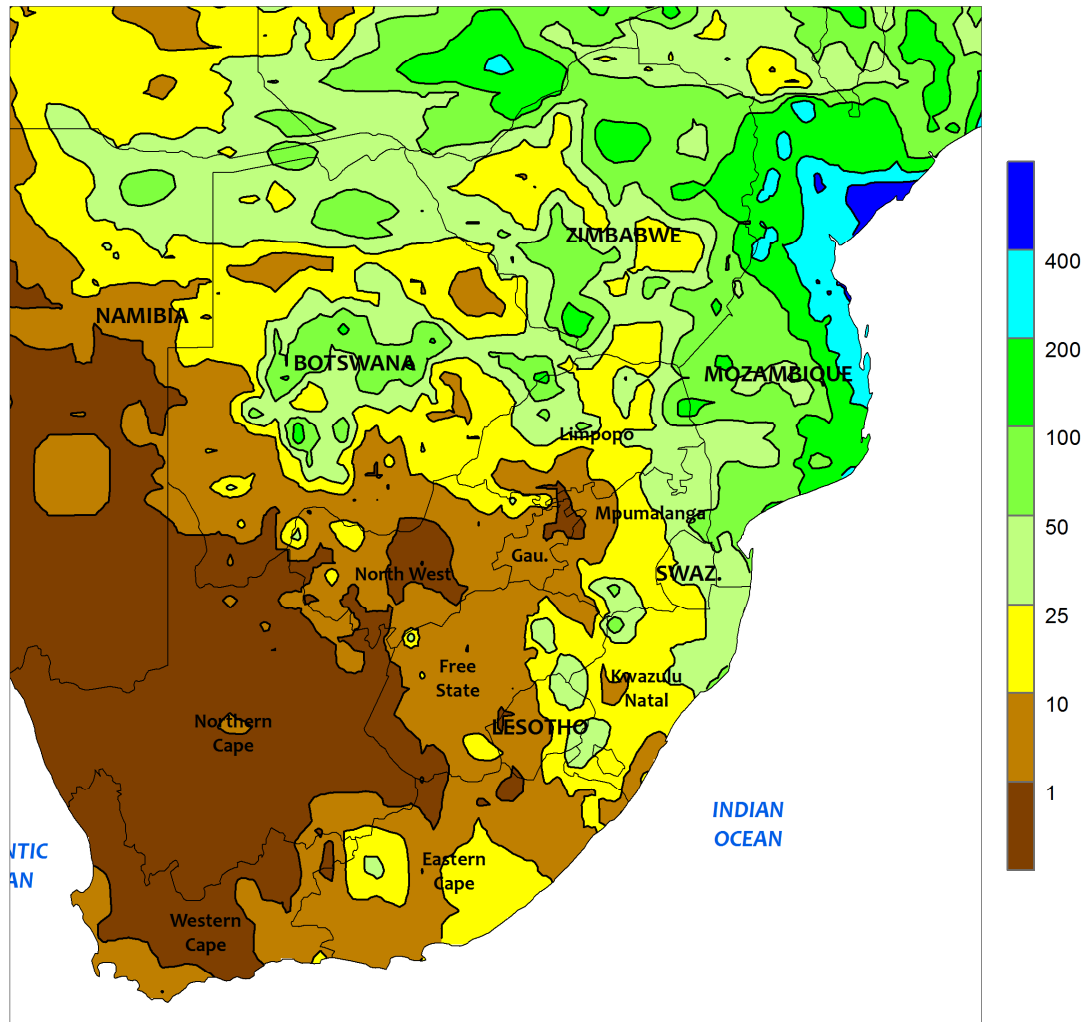 ZIMBABWE
400
NAMIBIA
200
BOTSWANA
MOZAMBIQUE
100
Limpopo
Mpumalanga
50
Gau.
North West
SWAZ.
25
Free
State
Kwazulu
Natal
10
Northern
Cape
LESOTHO
1
INDIAN
OCEAN
NTIC
AN
Eastern
Cape
Western
Cape